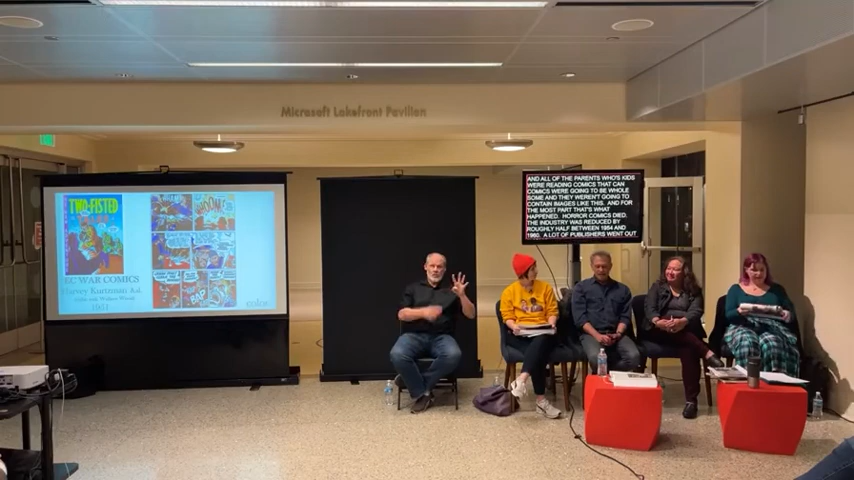 Microsoft Lakefront Pavilion
TWO-FISTED
EC WAR COMICS
Harvey Kurtzman 4.d.
1951
AND ALL OF THE PARENTS WHO'S KIDS
WERE READING COMICS THAT CAN
COMICS WERE GOING TO BE WHOLE
SOME AND THEY WEREN'T GOING TO
CONTAIN IMAGES LIKE THIS. AND FOR
THE MOST PART THAT'S WHAT
HAPPENED. HORROR COMICS DIED.
THE INDUSTRY WAS REDUCED BY
ROUGHLY HALF BETWEEN 1954 AND
1960. A LOT OF PUBLISHERS WENT OUT